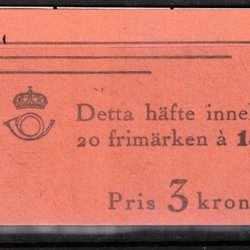 Detta häfte inne
20 frimärken à 1
Pris 3 kron